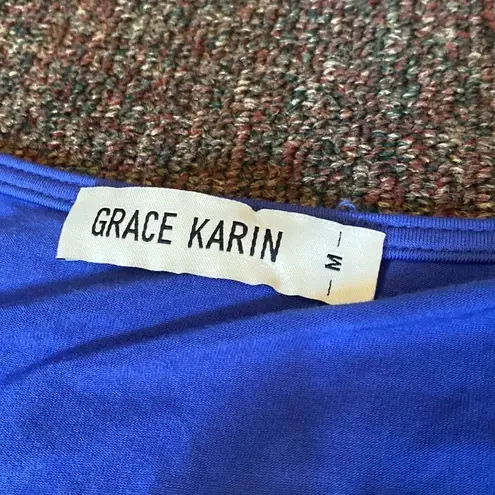 GRACE KARIN
— M —